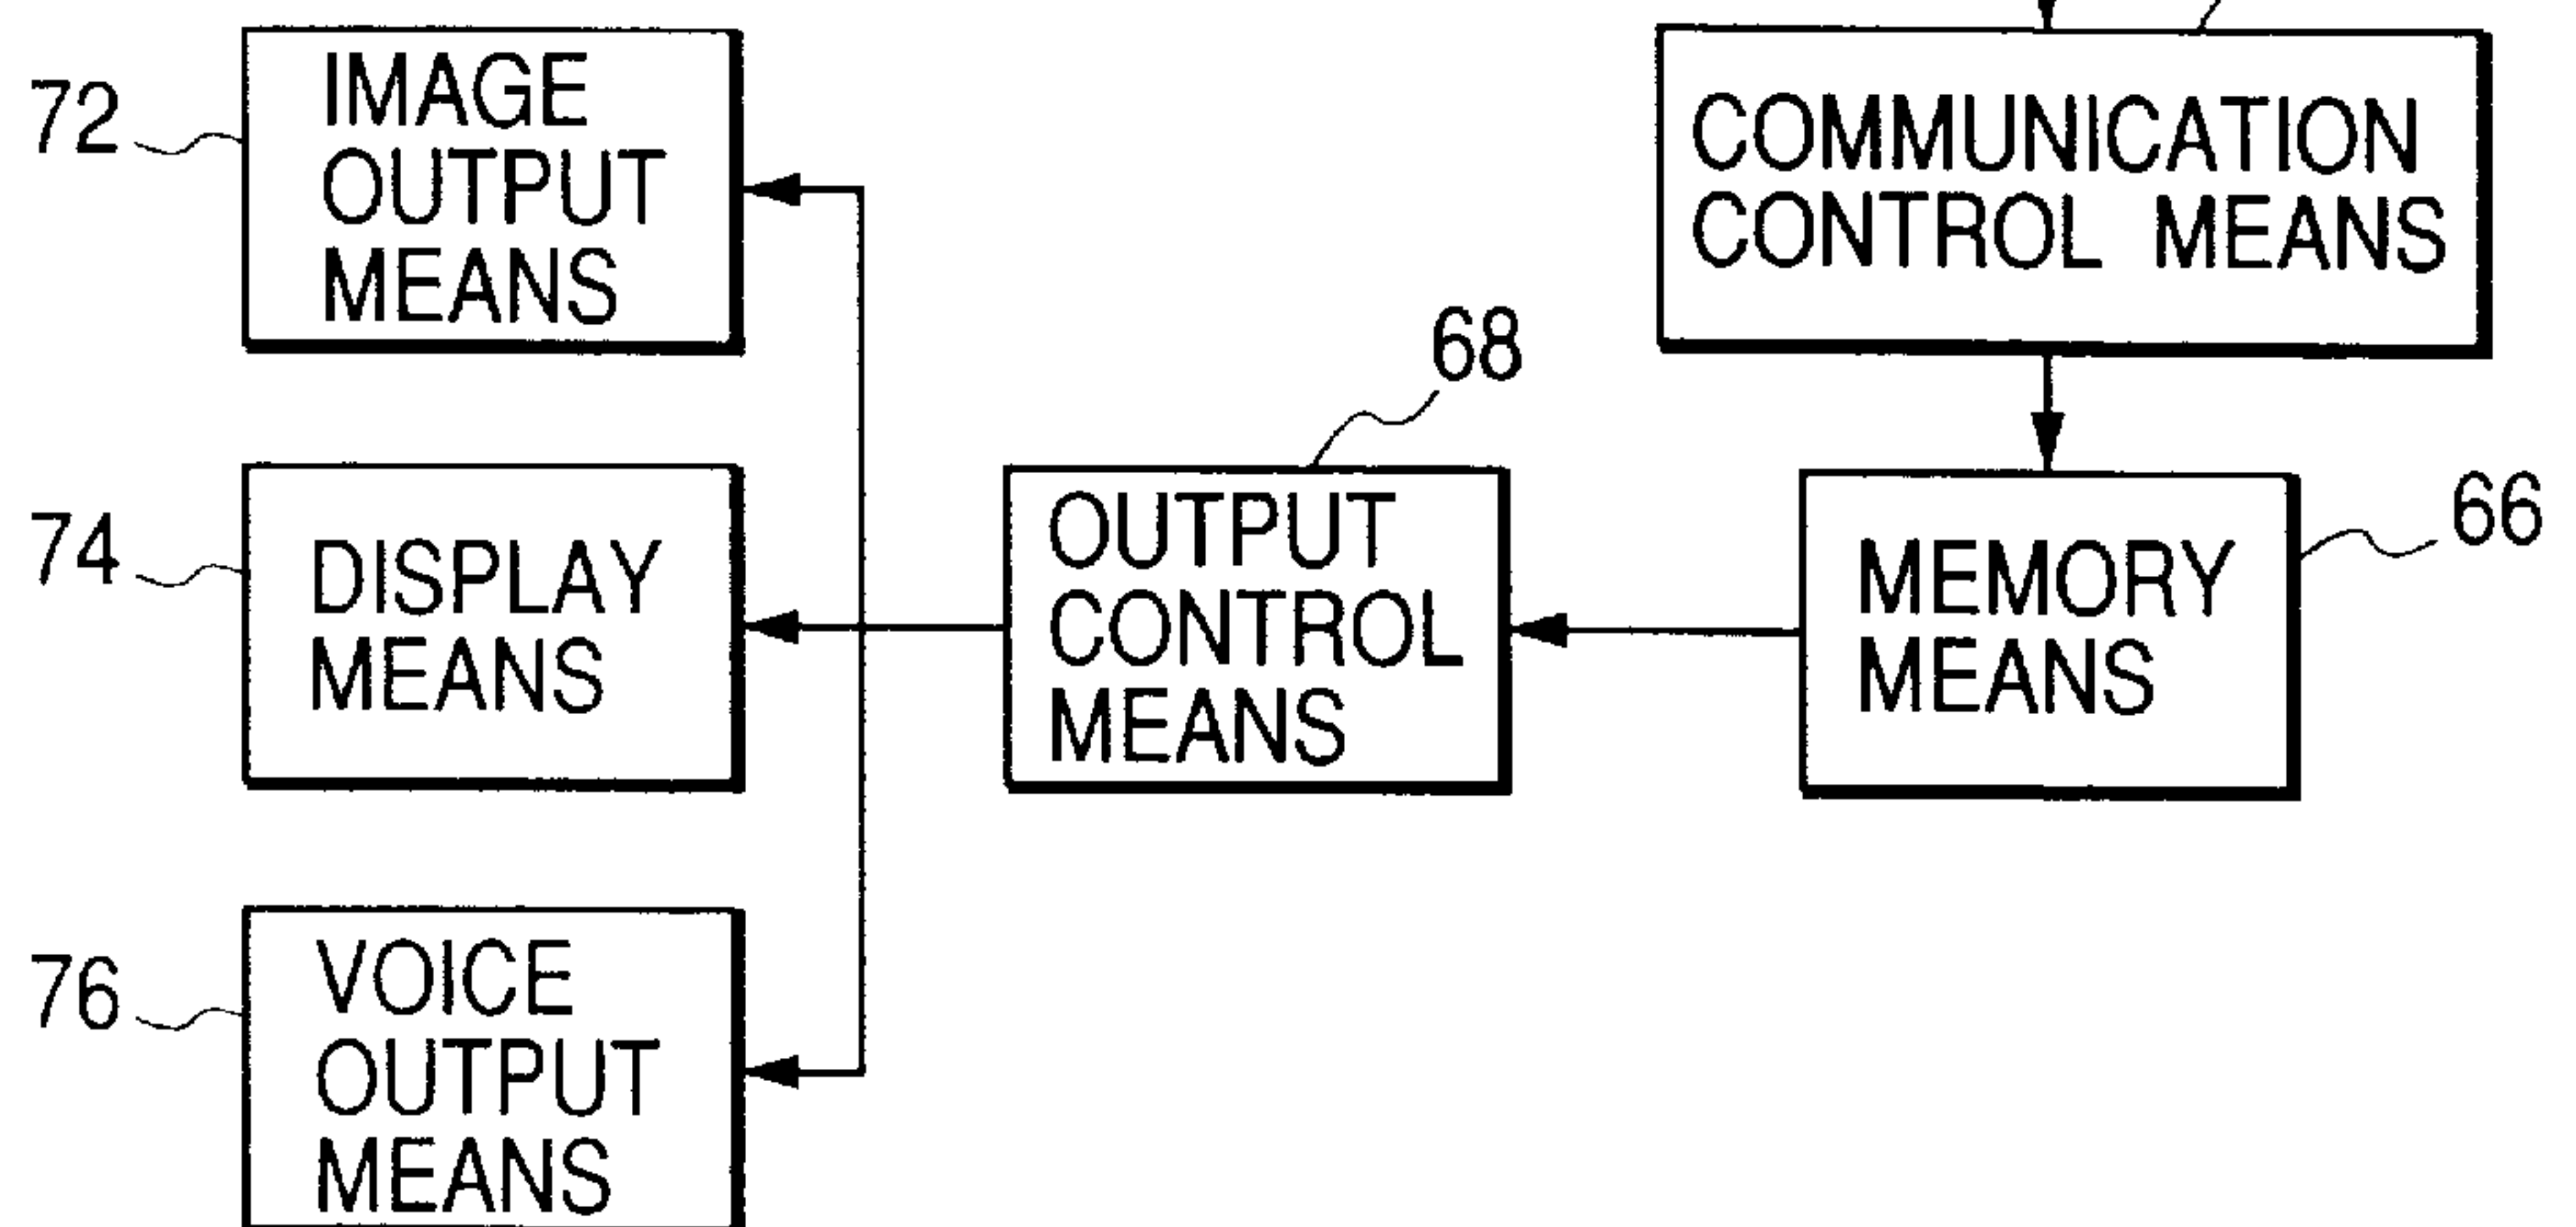 72
IMAGE
OUTPUT
MEANS
COMMUNICATION
CONTROL MEANS
68
74
DISPLAY
MEANS
OUTPUT
CONTROL
MEANS
MEMORY
MEANS
66
76
VOICE
OUTPUT
MEANS